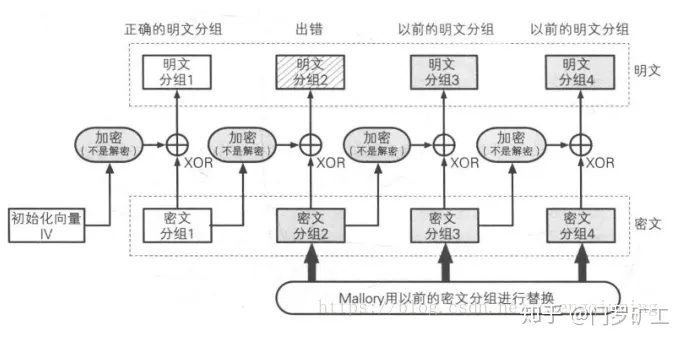 正确的明文分组
出错
以前的明文分组
以前的明文分组
明文
分组1
明文
分组2
明文
分组3
明文
分组4
明文
加密
(不是解密)
XOR
加密
(不是解密)
XOR
加密
(不是解密)
XOR
加密
(不是解密)
XOR
初始化向量
IV
密文
分组1
密文
分组2
密文
分组3
密文
分组4
密文
Mallory用以前的密文分组进行替换
https://blog.csdn.net/
知乎 @门罗矿工